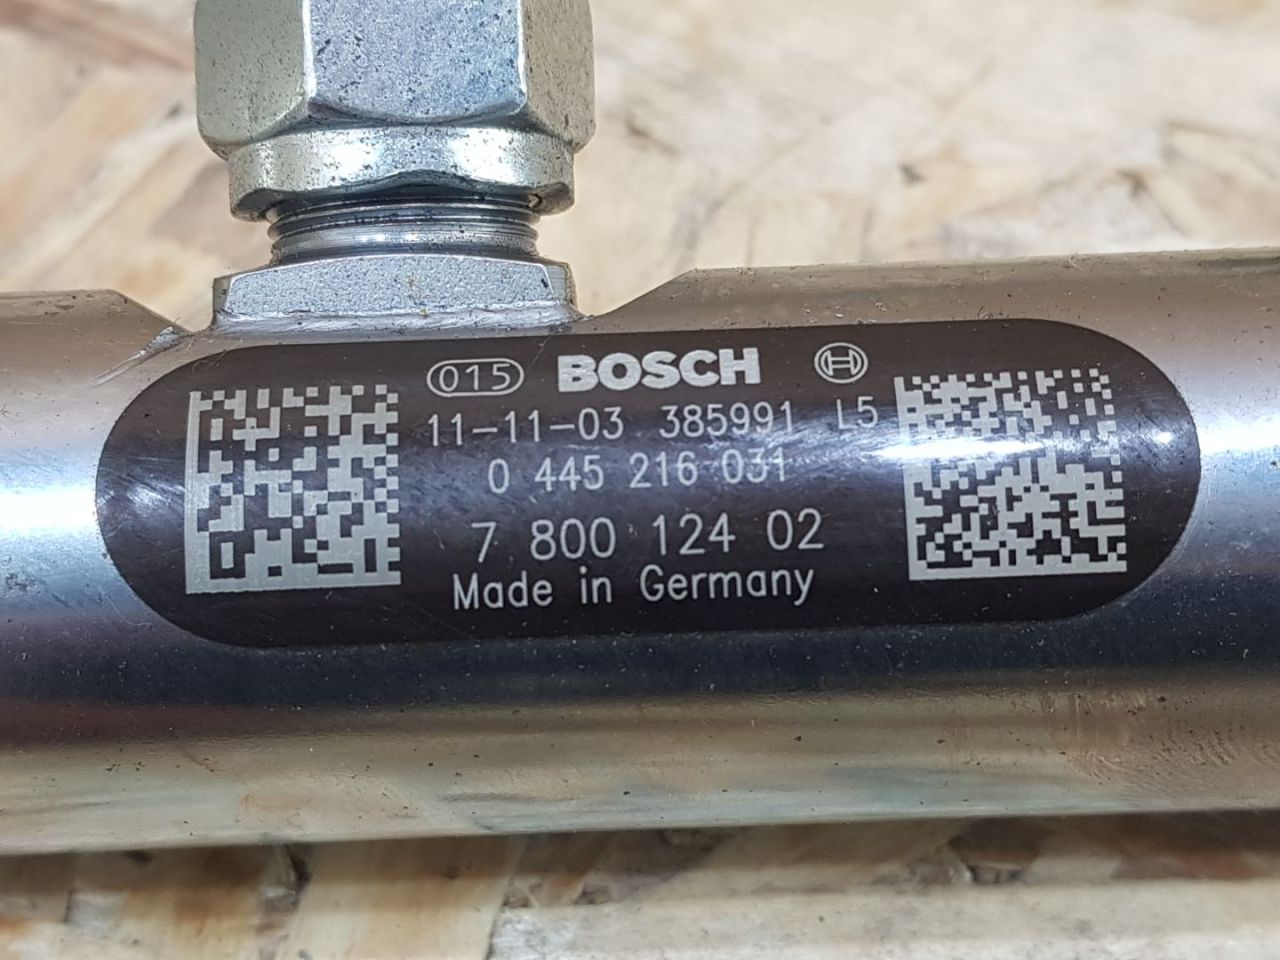 015 BOSCH
11-11-03 385991 L5
0 445 216 031
7 800 124 02
Made in Germany